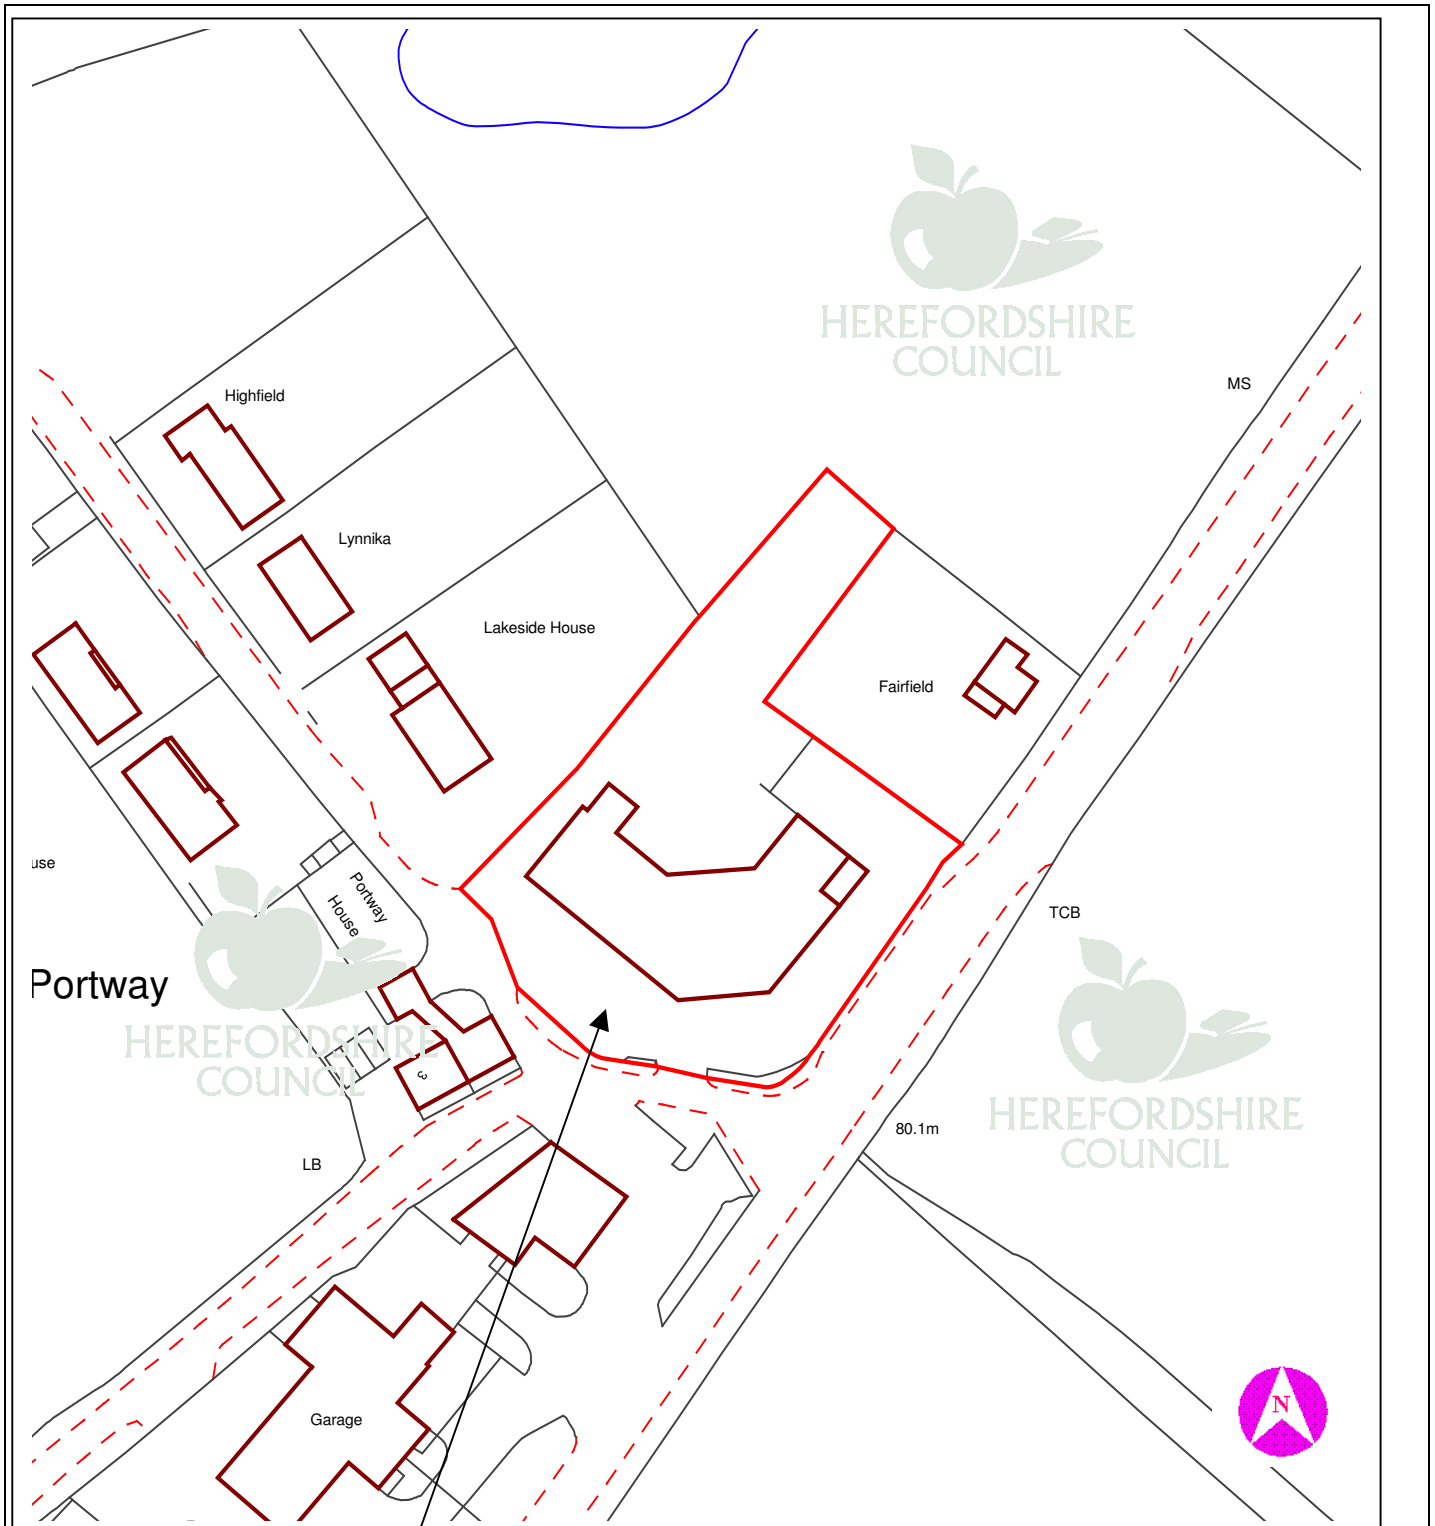 HEREFORDSHIRE
COUNCIL
MS
Highfield
Lynnika
Lakeside House
Fairfield
use
Portway
House
TCB
Portway
HEREFORDSHIRE
COUNCIL
3
HEREFORDSHIRE
COUNCIL
80.1m
LB
N
Garage